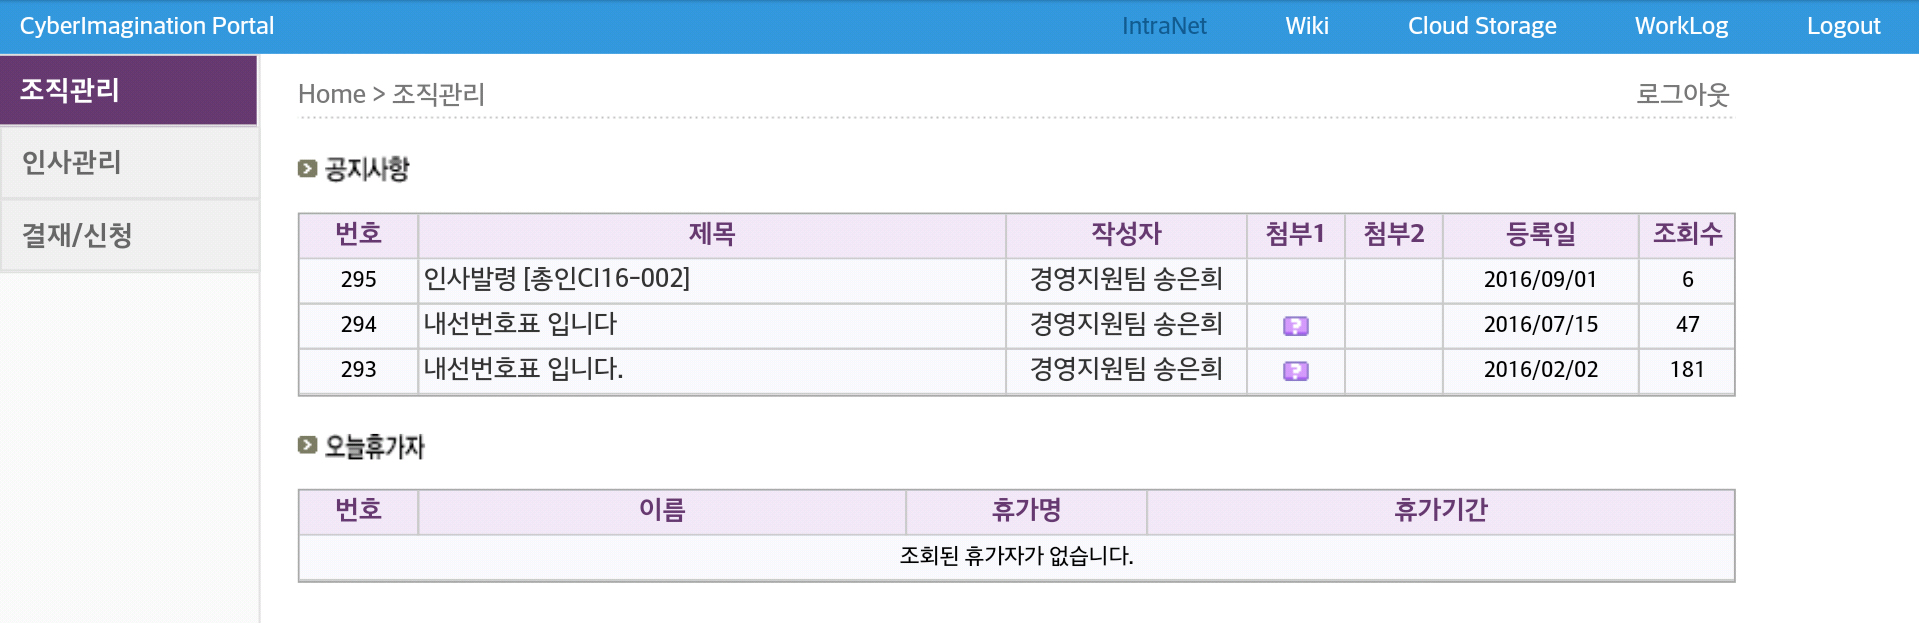 CyberImagination Portal IntraNet Wiki Cloud Storage WorkLog Logout
조직관리
인사관리
결재/신청
Home > 조직관리 로그아웃
공지사항
번호 제목 작성자 첨부1 첨부2 등록일 조회수
295 인사발령 [총인CI16-002] 경영지원팀 송은희 2016/09/01 6
294 내선번호표 입니다 경영지원팀 송은희 ? 2016/07/15 47
293 내선번호표 입니다. 경영지원팀 송은희 ? 2016/02/02 181
오늘휴가자
번호 이름 휴가명 휴가기간
조회된 휴가자가 없습니다.